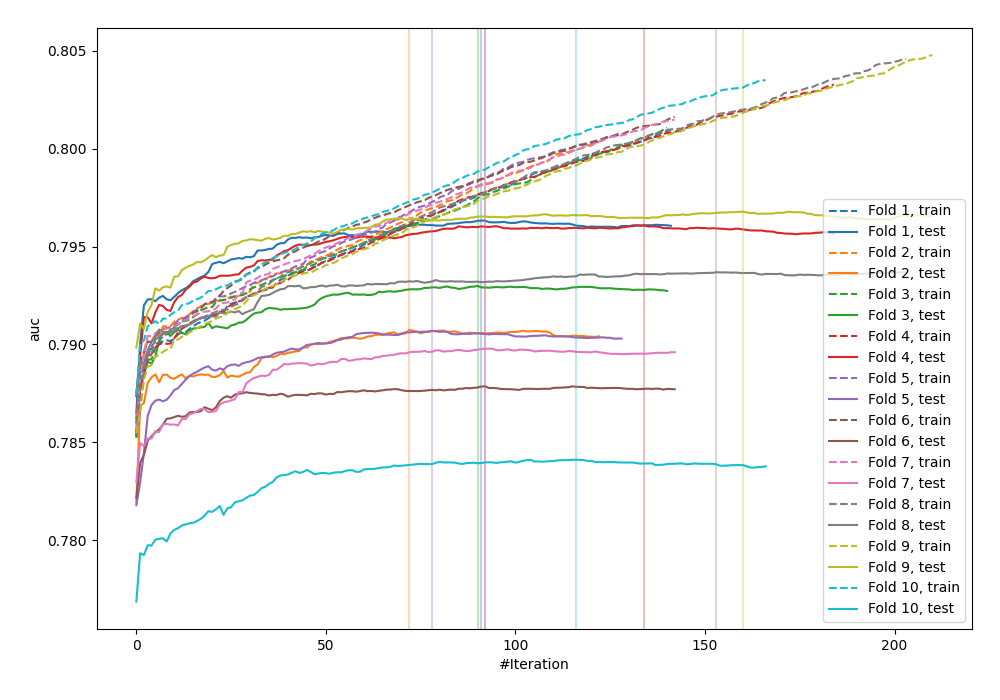 0.805
0.800
0.795
0.790
0.785
0.780
auc
0
50
100
150
200
#Iteration
Fold 1, train
Fold 1, test
Fold 2, train
Fold 2, test
Fold 3, train
Fold 3, test
Fold 4, train
Fold 4, test
Fold 5, train
Fold 5, test
Fold 6, train
Fold 6, test
Fold 7, train
Fold 7, test
Fold 8, train
Fold 8, test
Fold 9, train
Fold 9, test
Fold 10, train
Fold 10, test